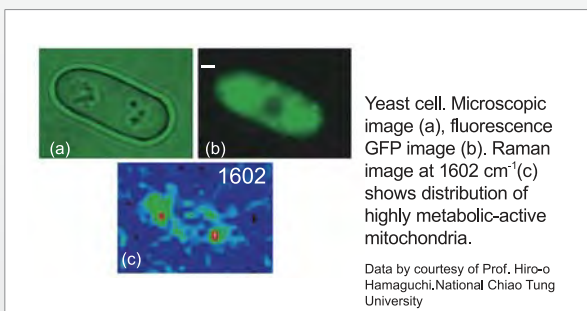 (a)
(b)
1602
(c)
Yeast cell. Microscopic
image (a), fluorescence
GFP image (b). Raman
image at 1602 cm⁻¹(c)
shows distribution of
highly metabolic-active
mitochondria.
Data by courtesy of Prof. Hiro-o
Hamaguchi.National Chiao Tung
University